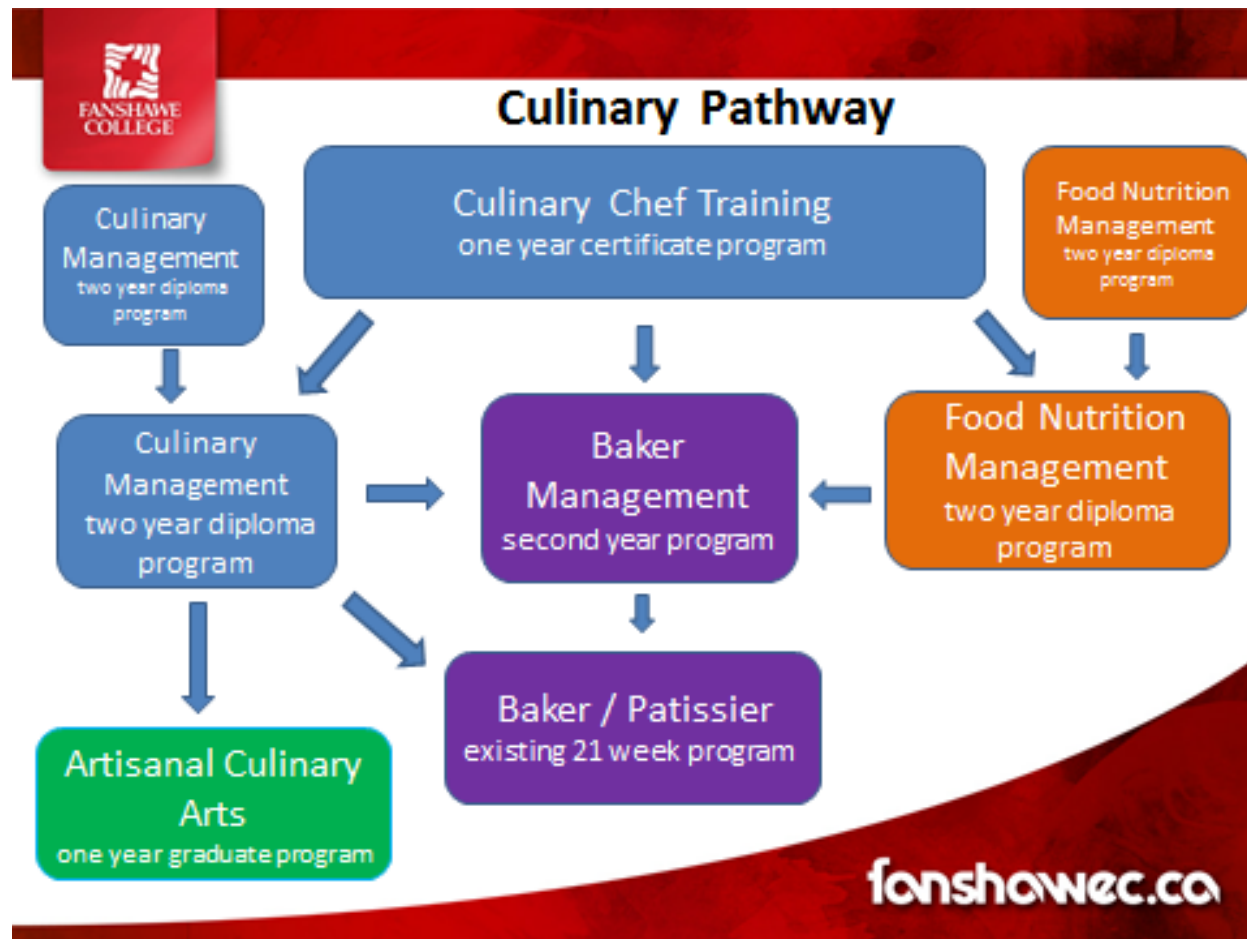 FANSHAWE
COLLEGE
Culinary Pathway
Culinary
Management
two year diploma
program
Culinary Chef Training
one year certificate program
Food Nutrition
Management
two year diploma
program
Culinary
Management
two year diploma
program
Baker
Management
second year program
Food Nutrition
Management
two year diploma
program
Baker / Patissier
existing 21 week program
Artisanal Culinary
Arts
one year graduate program
fanshawec.ca